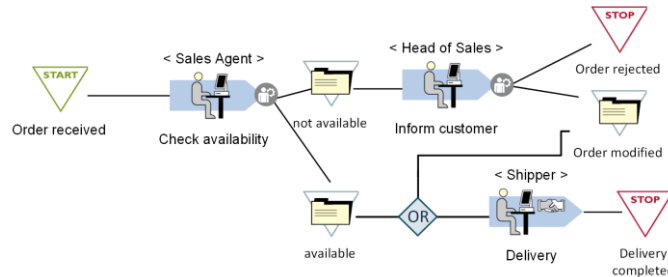 START
Order received
< Sales Agent >
Check availability
not available
< Head of Sales >
Inform customer
STOP
Order rejected
Order modified
available
OR
< Shipper >
Delivery
STOP
Delivery
complete